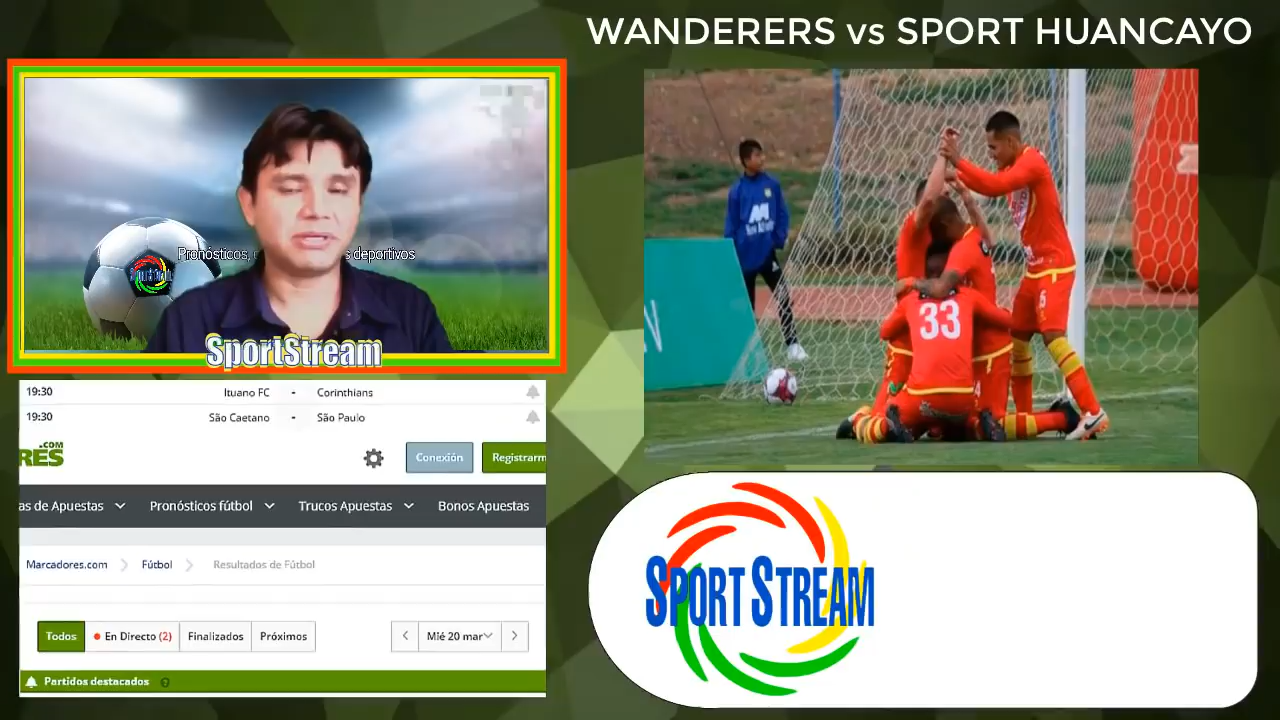 WANDERERS vs SPORT HUANCAYO
Pronósticos,
s deportivos
SportStream
19:30 Ituano FC - Corinthians
19:30 São Caetano - São Paulo
.COM
RES
Conexión
Registrarm
as de Apuestas
Pronósticos fútbol
Trucos Apuestas
Bonos Apuestas
Marcadores.com
Fútbol
Resultados de Fútbol
Todos
En Directo (2)
Finalizados
Próximos
Mié 20 mar
Partidos destacados
33
5
N
SPORT STREAM